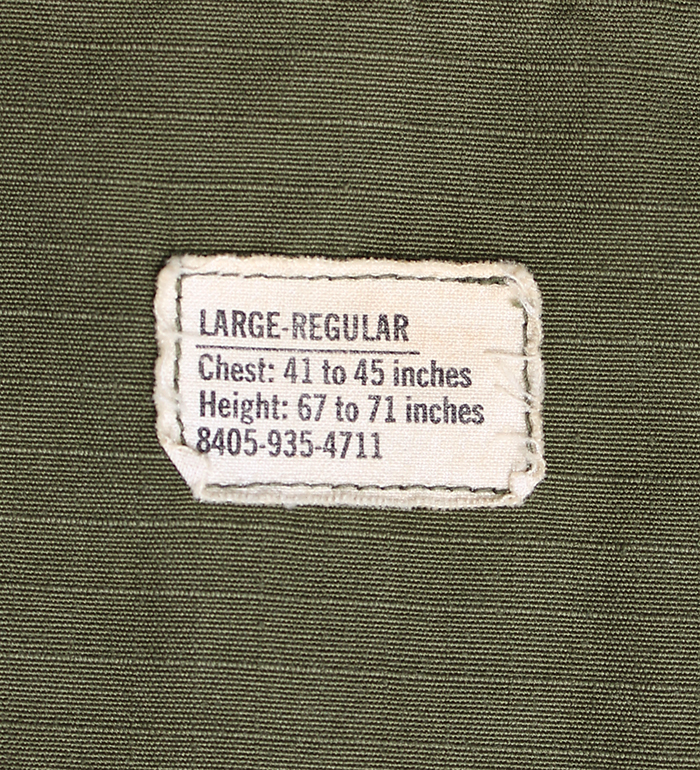 LARGE-REGULAR
Chest: 41 to 45 inches
Height: 67 to 71 inches
8405-935-4711